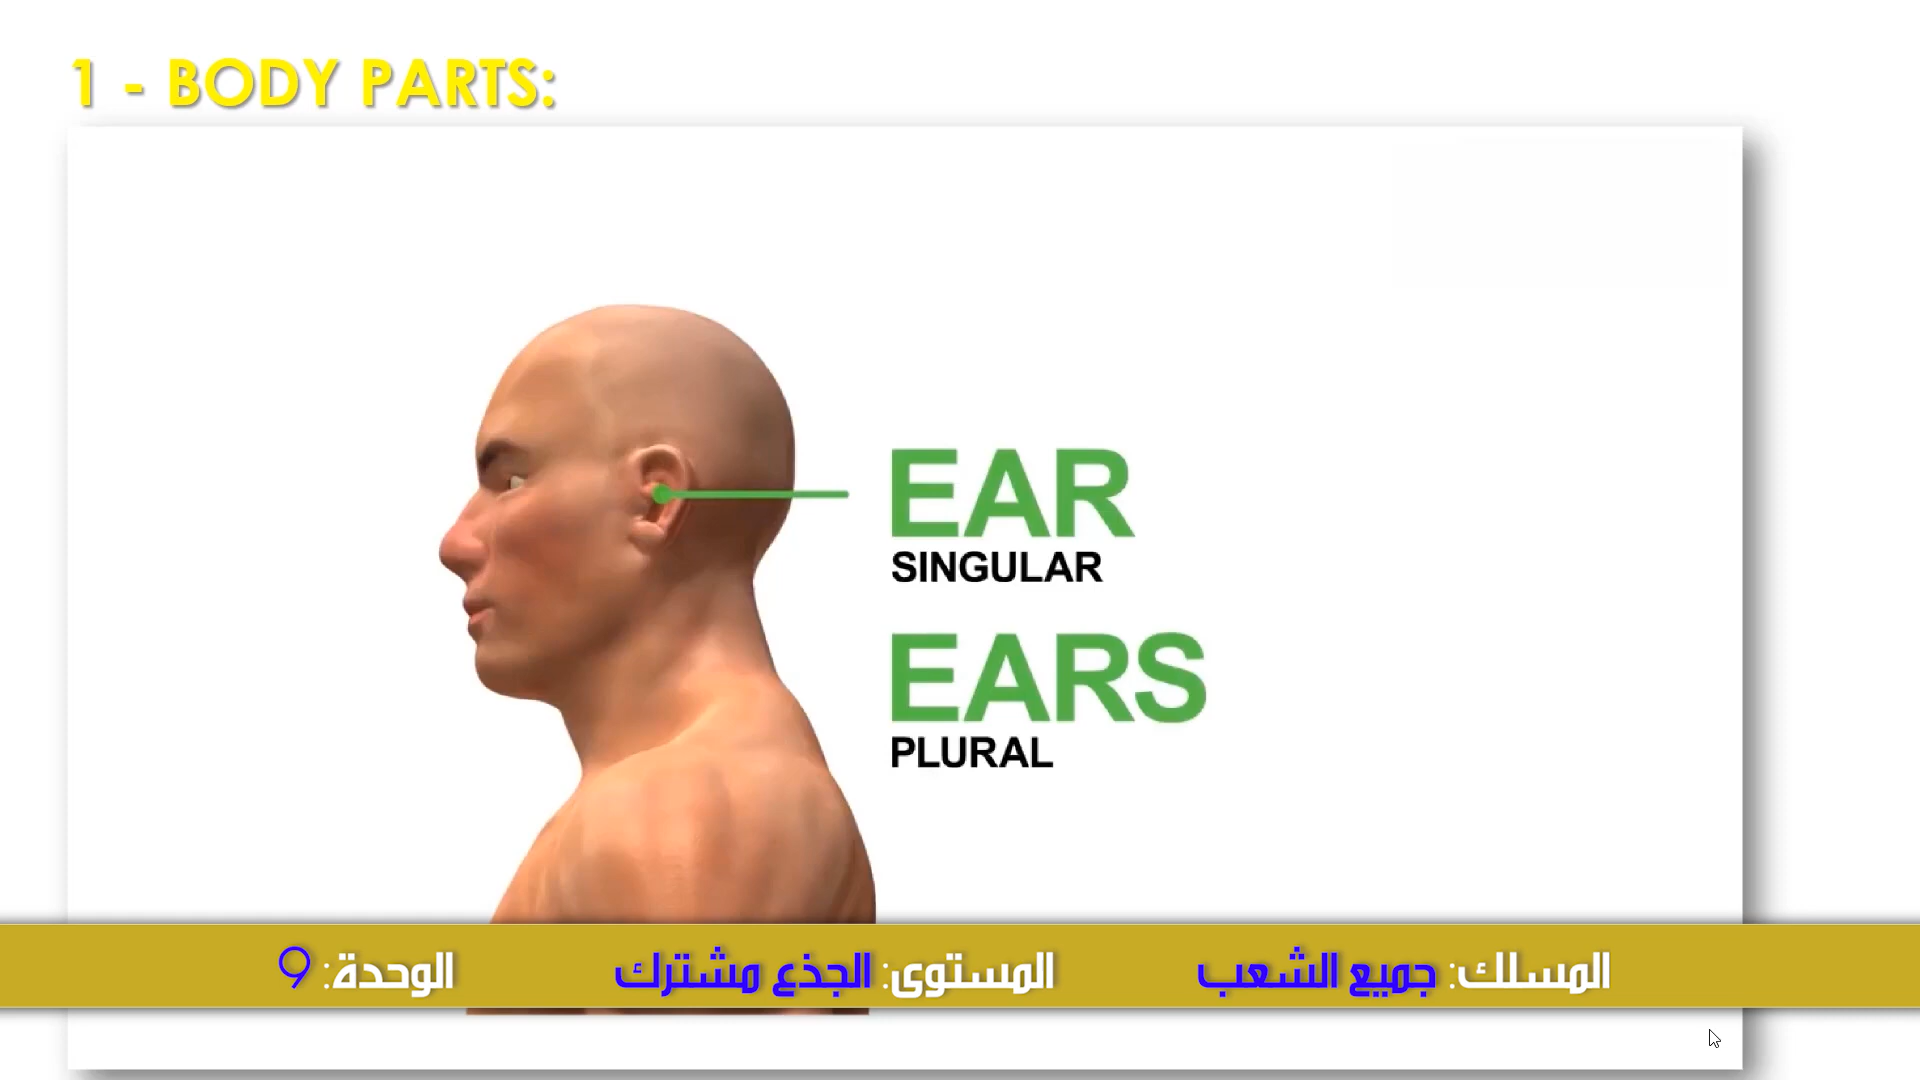 1 - BODY PARTS:
EAR
SINGULAR
EARS
PLURAL
المسلك: جميع الشعب المستوى: الجذع مشترك الوحدة: 9